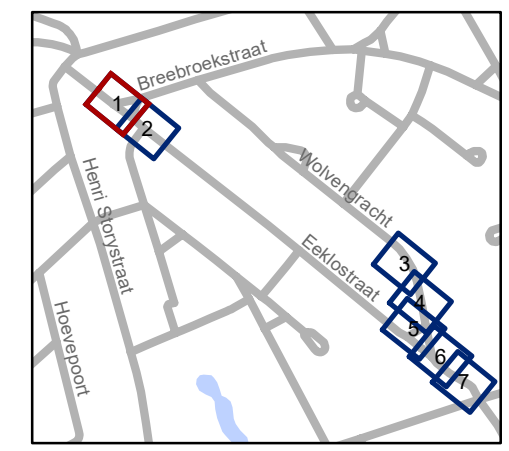 Breebroekstraat
1
2
Wolvengracht
Henri Storystraat
Eeklostraat
3
4
Hoevepoort
5
6
7